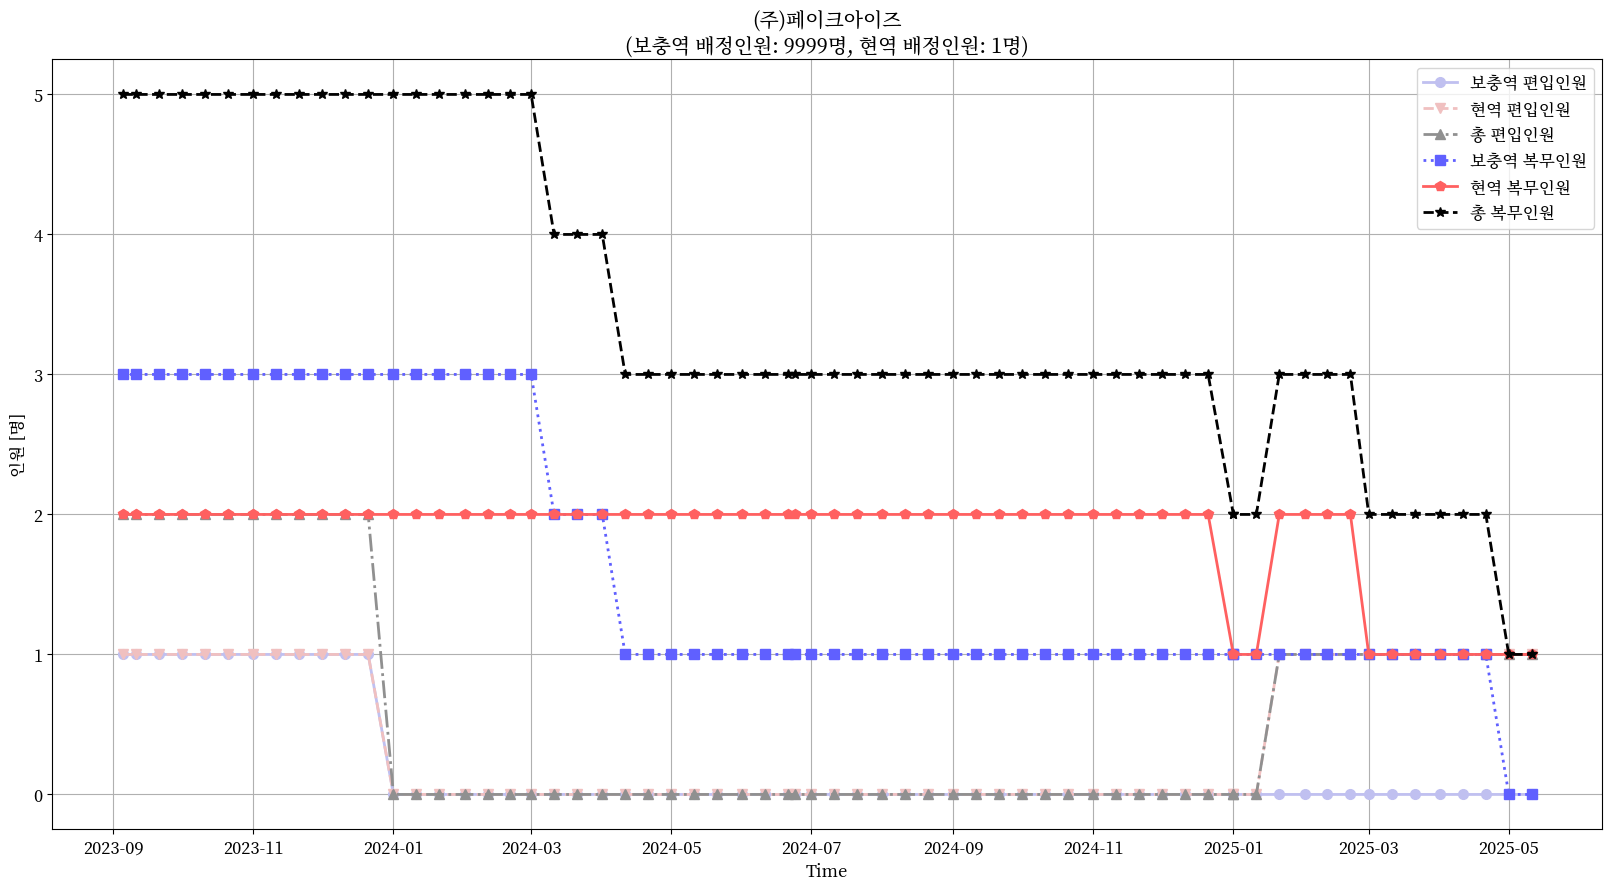 (주)페이크아이즈
(보충역 배정인원: 9999명, 현역 배정인원: 1명)
보충역 편입인원
현역 편입인원
총 편입인원
보충역 복무인원
현역 복무인원
총 복무인원
인원 [명]
5
4
3
2
1
0
2023-09
2023-11
2024-01
2024-03
2024-05
2024-07
2024-09
2024-11
2025-01
2025-03
2025-05
Time